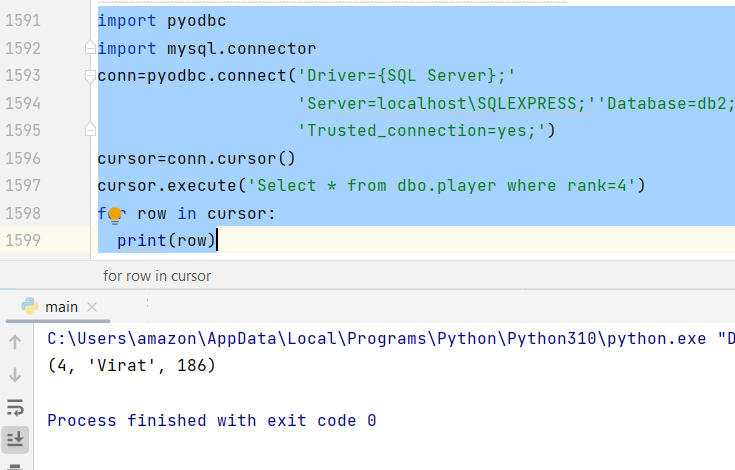 1591 import pyodbc
1592 import mysql.connector
1593 conn=pyodbc.connect('Driver={SQL Server};'
1594 'Server=localhost\SQLEXPRESS;''Database=db2;
1595 'Trusted_connection=yes;')
1596 cursor=conn.cursor()
1597 cursor.execute('Select * from dbo.player where rank=4')
1598 for row in cursor:
1599 print(row)
for row in cursor
main
C:\Users\amazon\AppData\Local\Programs\Python\Python310\python.exe "D
(4, 'Virat', 186)
Process finished with exit code 0